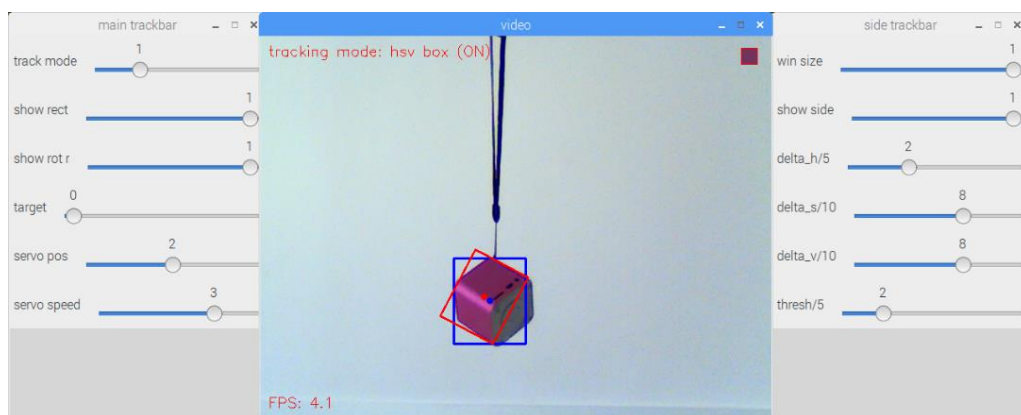 main trackbar
1
track mode
1
show rect
1
show rot r
0
target
2
servo pos
3
servo speed
video
tracking mode: hsv box (ON)
FPS: 4.1
side trackbar
1
win size
1
show side
2
delta_h/5
8
delta_s/10
8
delta_v/10
2
thresh/5